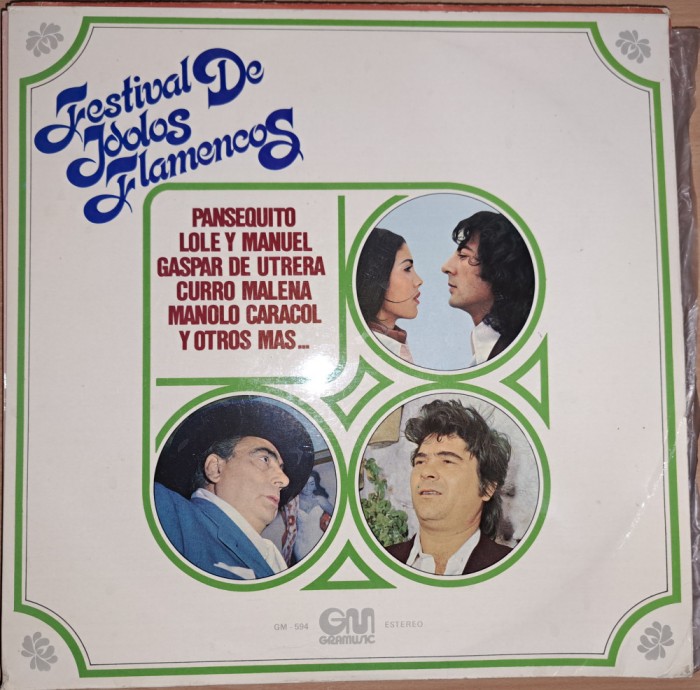 Festival De
Idolos
Flamencos
PANSEQUITO
LOLE Y MANUEL
GASPAR DE UTRERA
CURRO MALENA
MANOLO CARACOL
Y OTROS MAS...
GM - 594
GM
GRAMUSIC
ESTEREO